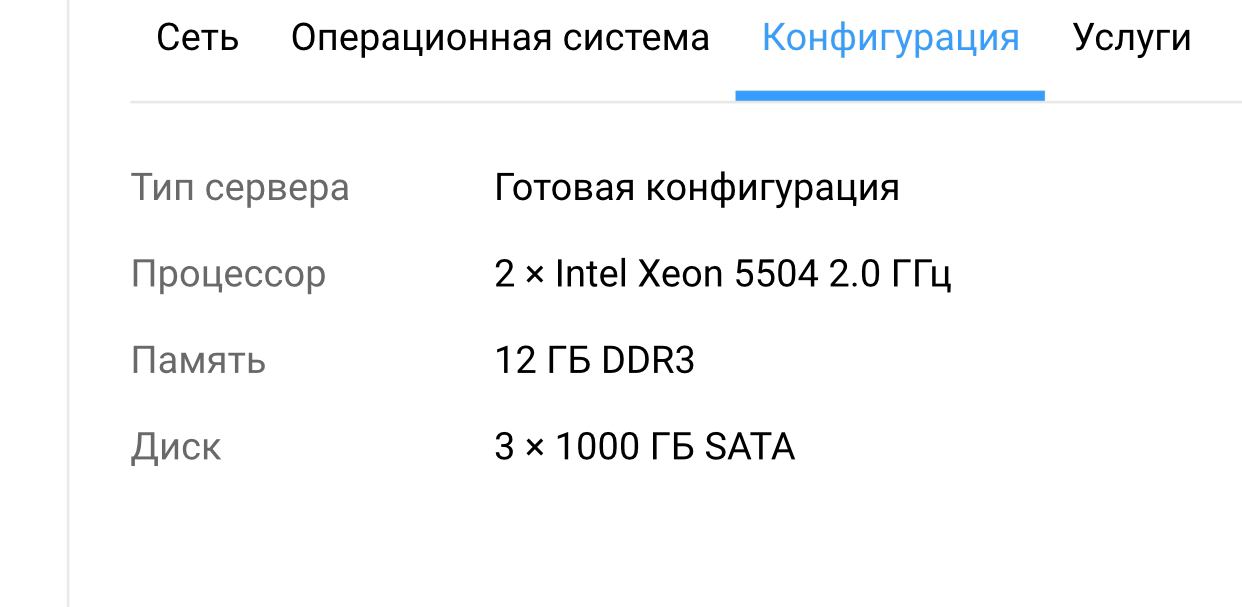 Сеть Операционная система Конфигурация Услуги
Тип сервера Готовая конфигурация
Процессор 2 × Intel Xeon 5504 2.0 ГГц
Память 12 ГБ DDR3
Диск 3 × 1000 ГБ SATA